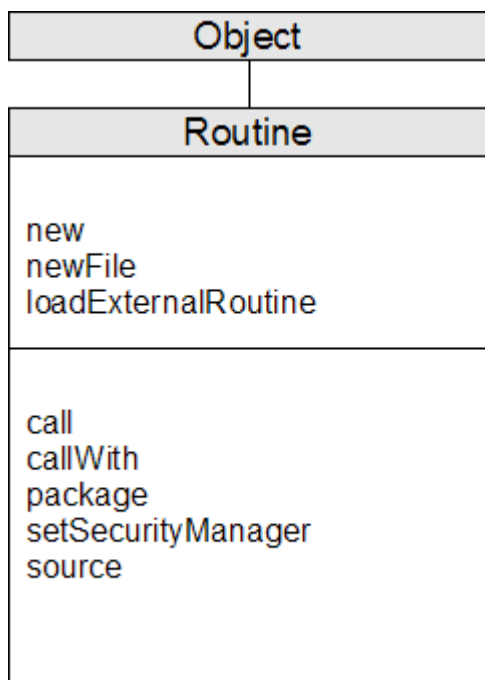 Object
Routine
new
newFile
loadExternalRoutine
call
callWith
package
setSecurityManager
source